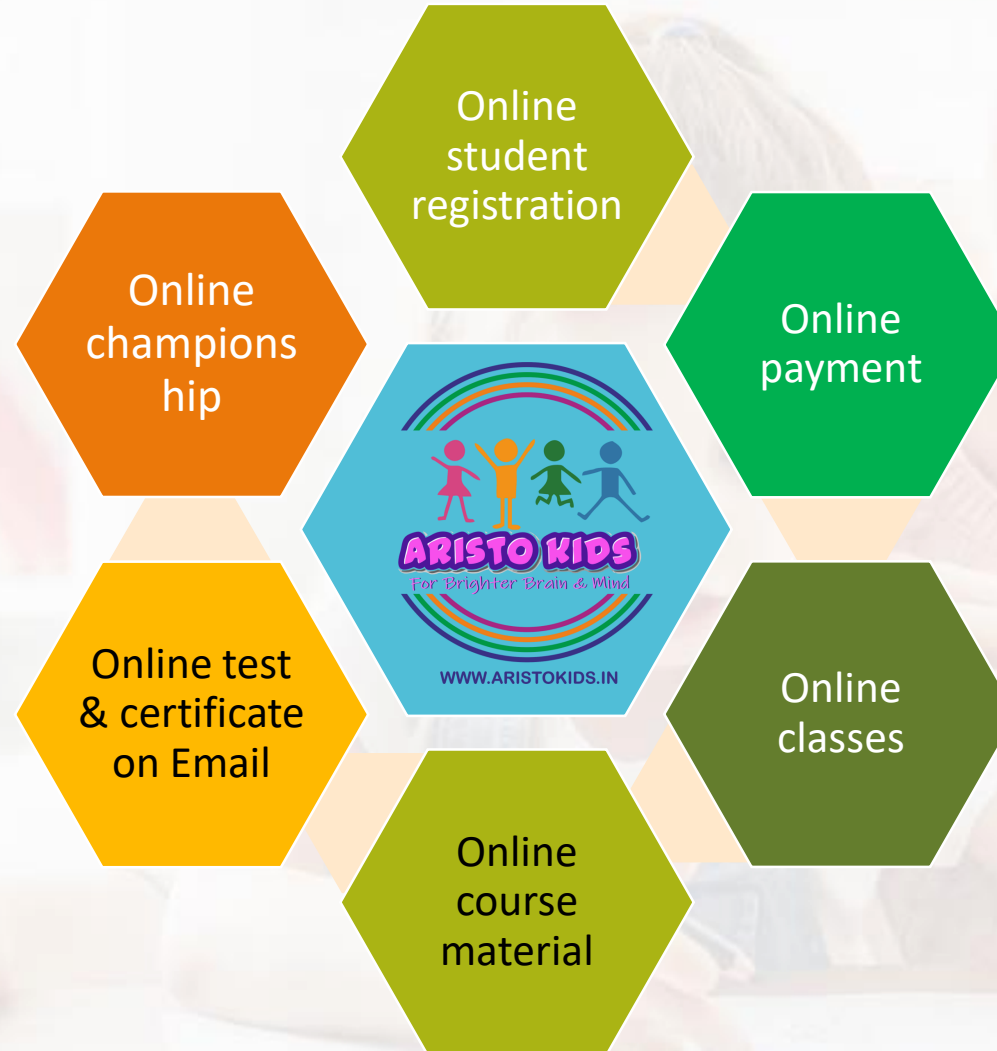 Online
student
registration
Online
payment
Online
classes
Online
course
material
Online test
& certificate
on Email
Online
champions
hip
ARISTO KIDS
For Brighter Brain & Mind
WWW.ARISTOKIDS.IN